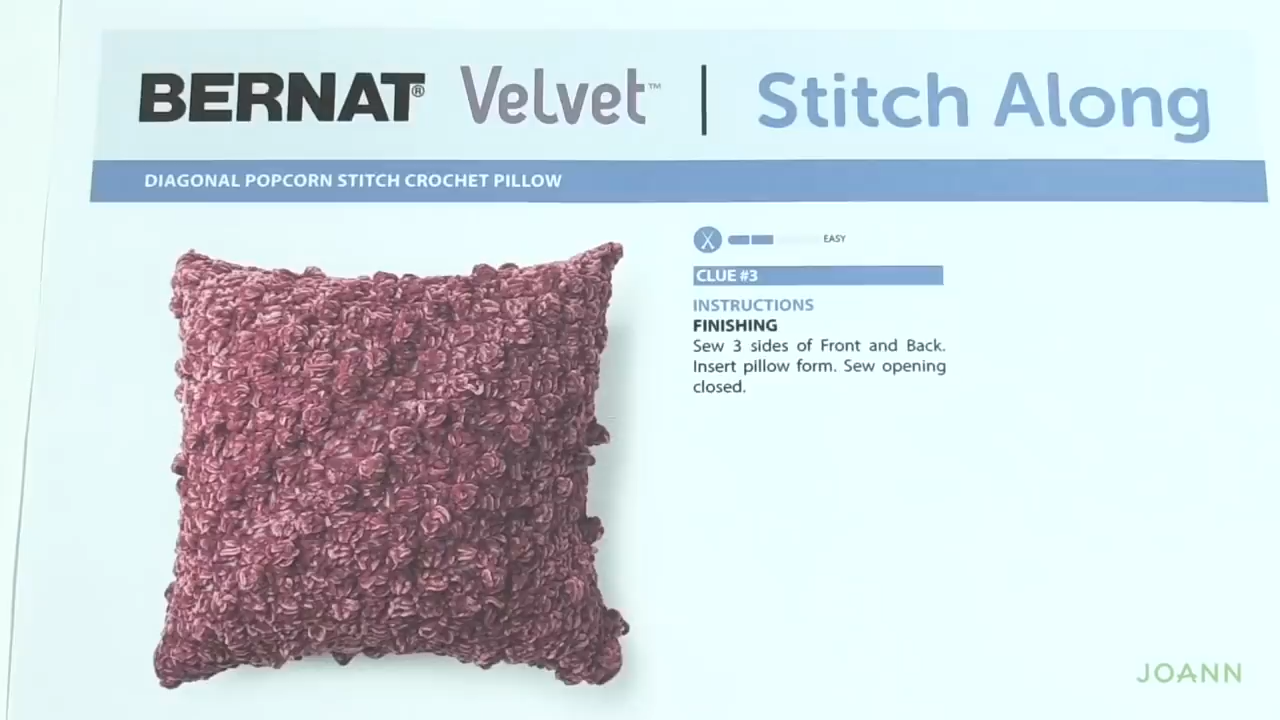 BERNAT® Velvet™ | Stitch Along
DIAGONAL POPCORN STITCH CROCHET PILLOW
EASY
CLUE #3
INSTRUCTIONS
FINISHING
Sew 3 sides of Front and Back.
Insert pillow form. Sew opening
closed.
JOANN